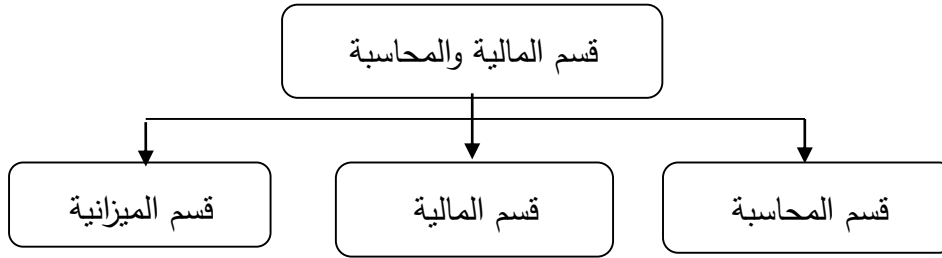 قسم المالية والمحاسبة
قسم المحاسبة
قسم المالية
قسم الميزانية